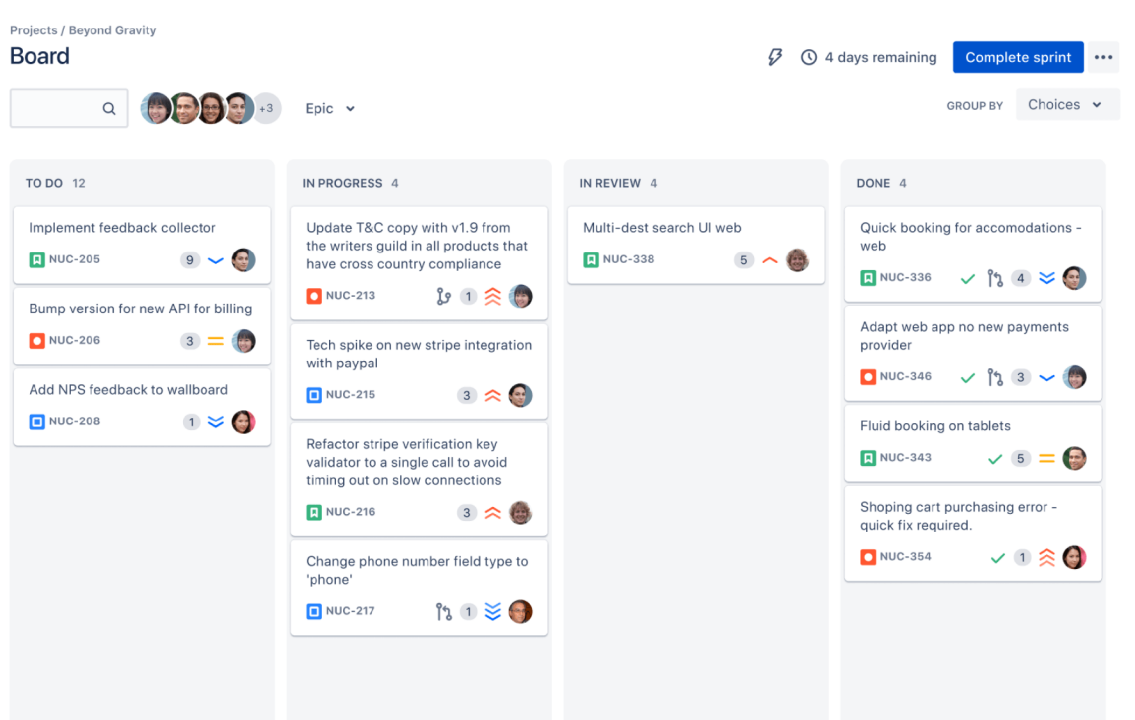 Projects / Beyond Gravity
Board
4 days remaining
Complete sprint
+3
Epic
GROUP BY
Choices
TO DO 12
Implement feedback collector
NUC-205
9
Bump version for new API for billing
NUC-206
3
Add NPS feedback to wallboard
NUC-208
1
IN PROGRESS 4
Update T&C copy with v1.9 from
the writers guild in all products that
have cross country compliance
NUC-213
1
Tech spike on new stripe integration
with paypal
NUC-215
3
Refactor stripe verification key
validator to a single call to avoid
timing out on slow connections
NUC-216
3
Change phone number field type to
'phone'
NUC-217
1
IN REVIEW 4
Multi-dest search UI web
NUC-338
5
DONE 4
Quick booking for accomodations -
web
NUC-336
4
Adapt web app no new payments
provider
NUC-346
3
Fluid booking on tablets
NUC-343
5
Shoping cart purchasing error -
quick fix required.
NUC-354
1